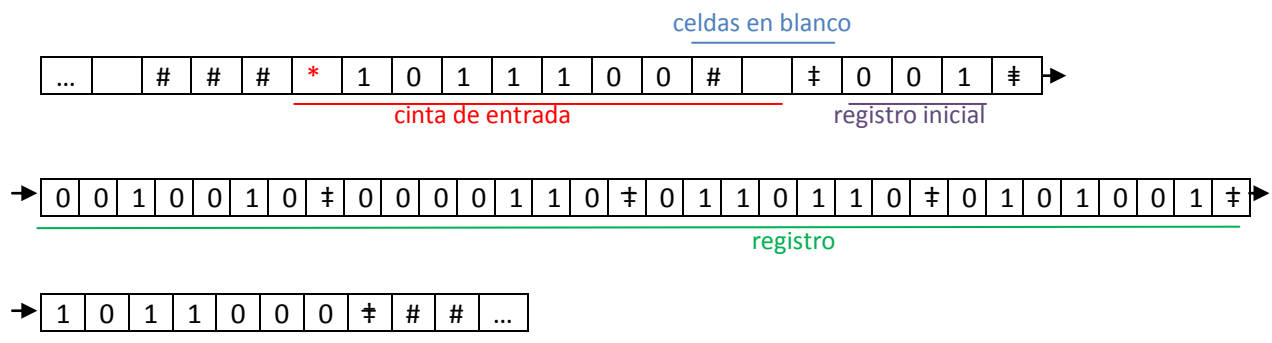 celdas en blanco
… # # # * 1 0 1 1 1 0 0 # ‡ 0 0 1 ‡
cinta de entrada registro inicial
0 0 1 0 0 1 0 ‡ 0 0 0 0 1 1 0 ‡ 0 1 1 0 1 1 0 ‡ 0 1 0 1 0 0 1 ‡
registro
1 0 1 1 0 0 0 ‡ # # …